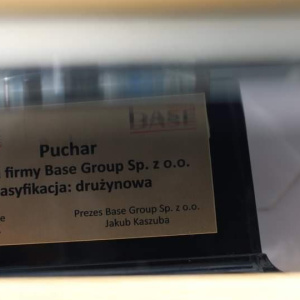 BASE
Puchar
firmy Base Group Sp. z o.o.
asyfikacja: drużynowa
Prezes Base Group Sp. z o.o.
Jakub Kaszuba